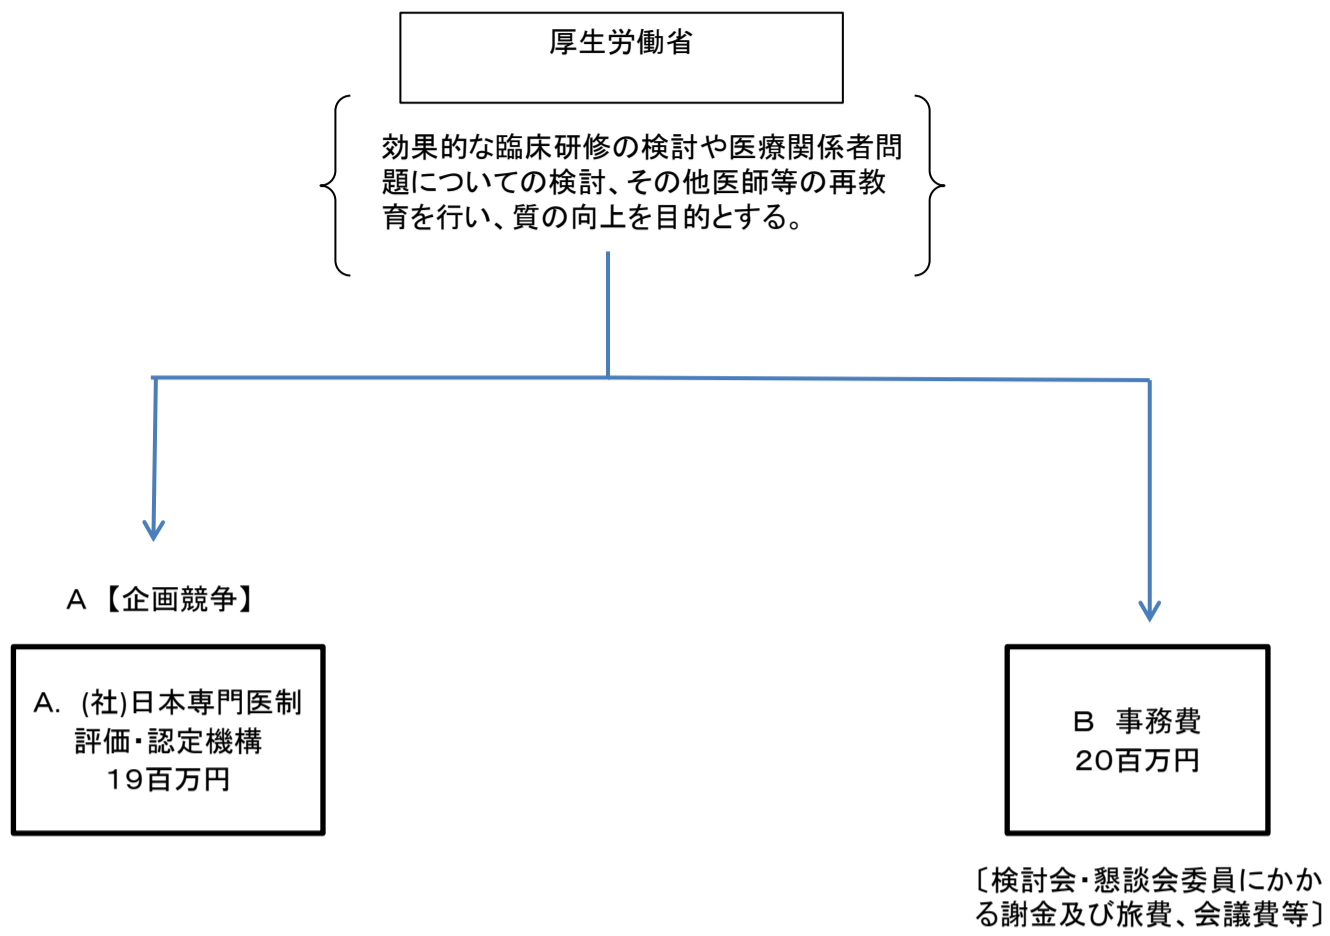 厚生労働省
効果的な臨床研修の検討や医療関係者問
題についての検討、その他医師等の再教
育を行い、質の向上を目的とする。
A 【企画競争】
A. (社)日本専門医制
評価・認定機構
19百万円
B 事務費
20百万円
〔検討会・懇談会委員にかか
る謝金及び旅費、会議費等〕